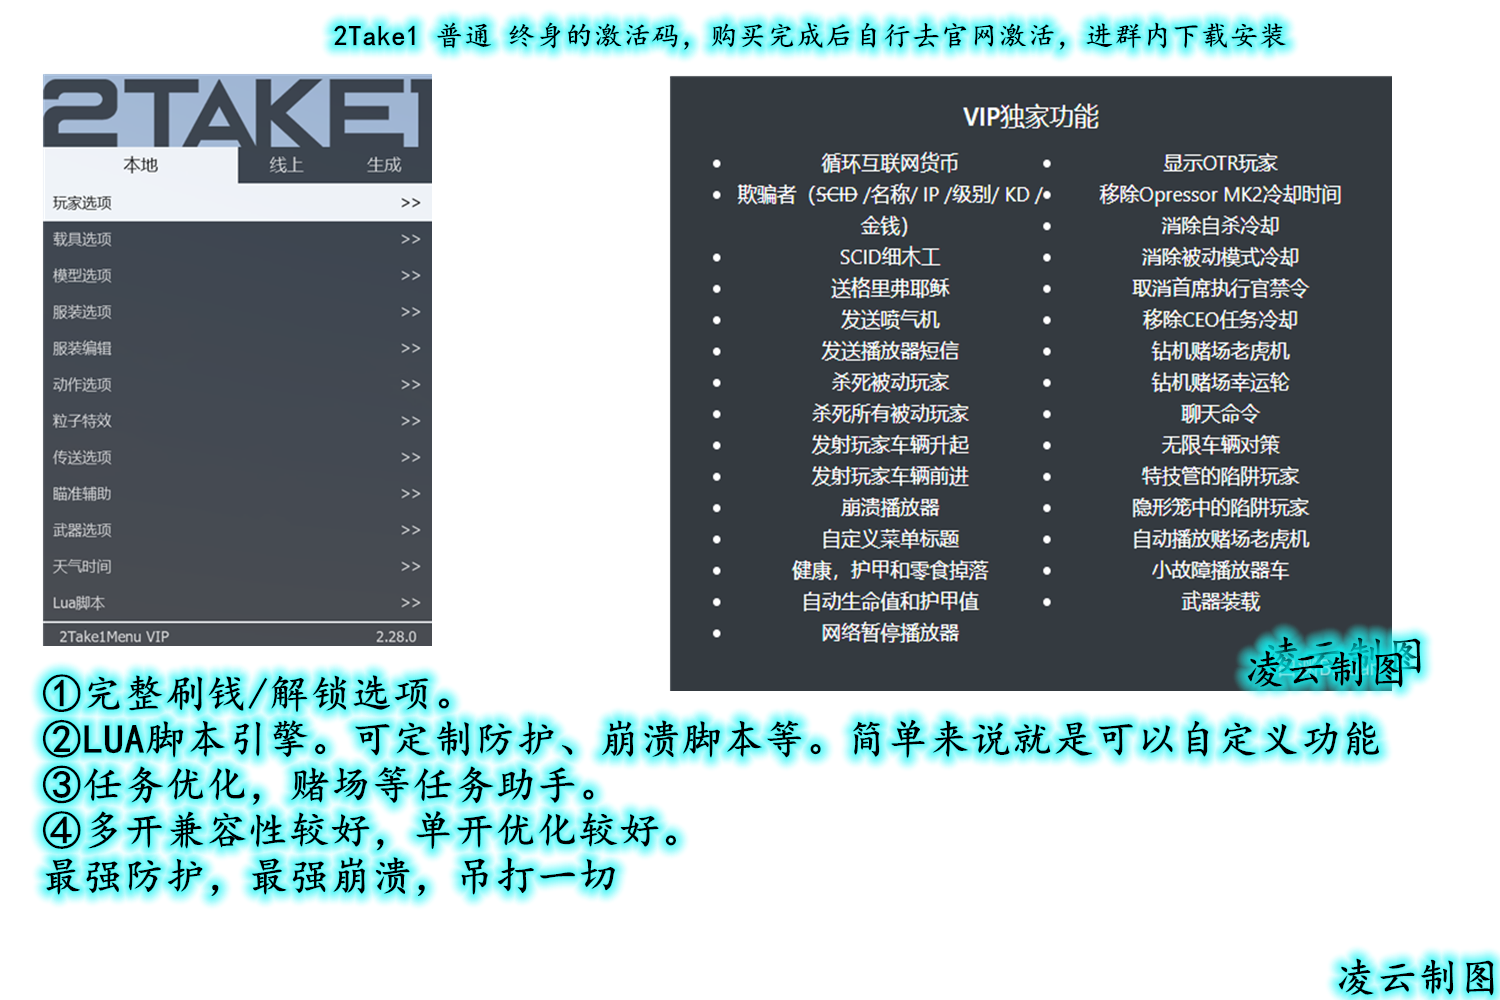 2Take1 普通 终身的激活码，购买完成后自行去官网激活，进群内下载安装
2TAKE1
本地 线上 生成
玩家选项 >>
载具选项 >>
模型选项 >>
服装选项 >>
服装编辑 >>
动作选项 >>
粒子特效 >>
传送选项 >>
瞄准辅助 >>
武器选项 >>
天气时间 >>
Lua脚本 >>
2Take1Menu VIP 2.28.0
VIP独家功能
循环互联网货币
欺骗者（SCID /名称/ IP /级别/ KD /
金钱）
SCID细木工
送格里弗耶稣
发送喷气机
发送播放器短信
杀死被动玩家
杀死所有被动玩家
发射玩家车辆升起
发射玩家车辆前进
崩溃播放器
自定义菜单标题
健康，护甲和零食掉落
自动生命值和护甲值
网络暂停播放器
显示OTR玩家
移除Opressor MK2冷却时间
消除自杀冷却
消除被动模式冷却
取消首席执行官禁令
移除CEO任务冷却
钻机赌场老虎机
钻机赌场幸运轮
聊天命令
无限车辆对策
特技管的陷阱玩家
隐形笼中的陷阱玩家
自动播放赌场老虎机
小故障播放器车
武器装载
凌云制图
凌云制图
①完整刷钱/解锁选项。
②LUA脚本引擎。可定制防护、崩溃脚本等。简单来说就是可以自定义功能
③任务优化，赌场等任务助手。
④多开兼容性较好，单开优化较好。
最强防护，最强崩溃，吊打一切
凌云制图